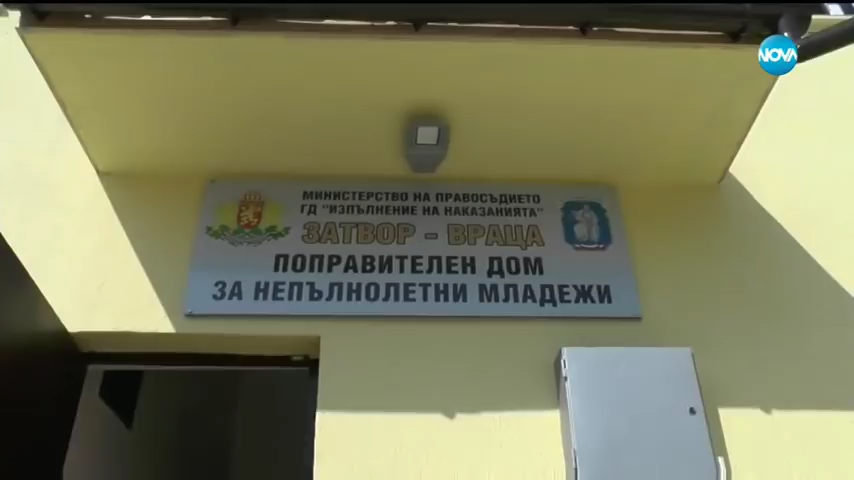 NOVA
МИНИСТЕРСТВО НА ПРАВОСЪДИЕТО
ГД "ИЗПЪЛНЕНИЕ НА НАКАЗАНИЯТА"
ЗАТВОР - ВРАЦА
ПОПРАВИТЕЛЕН ДОМ
ЗА НЕПЪЛНОЛЕТНИ МЛАДЕЖИ